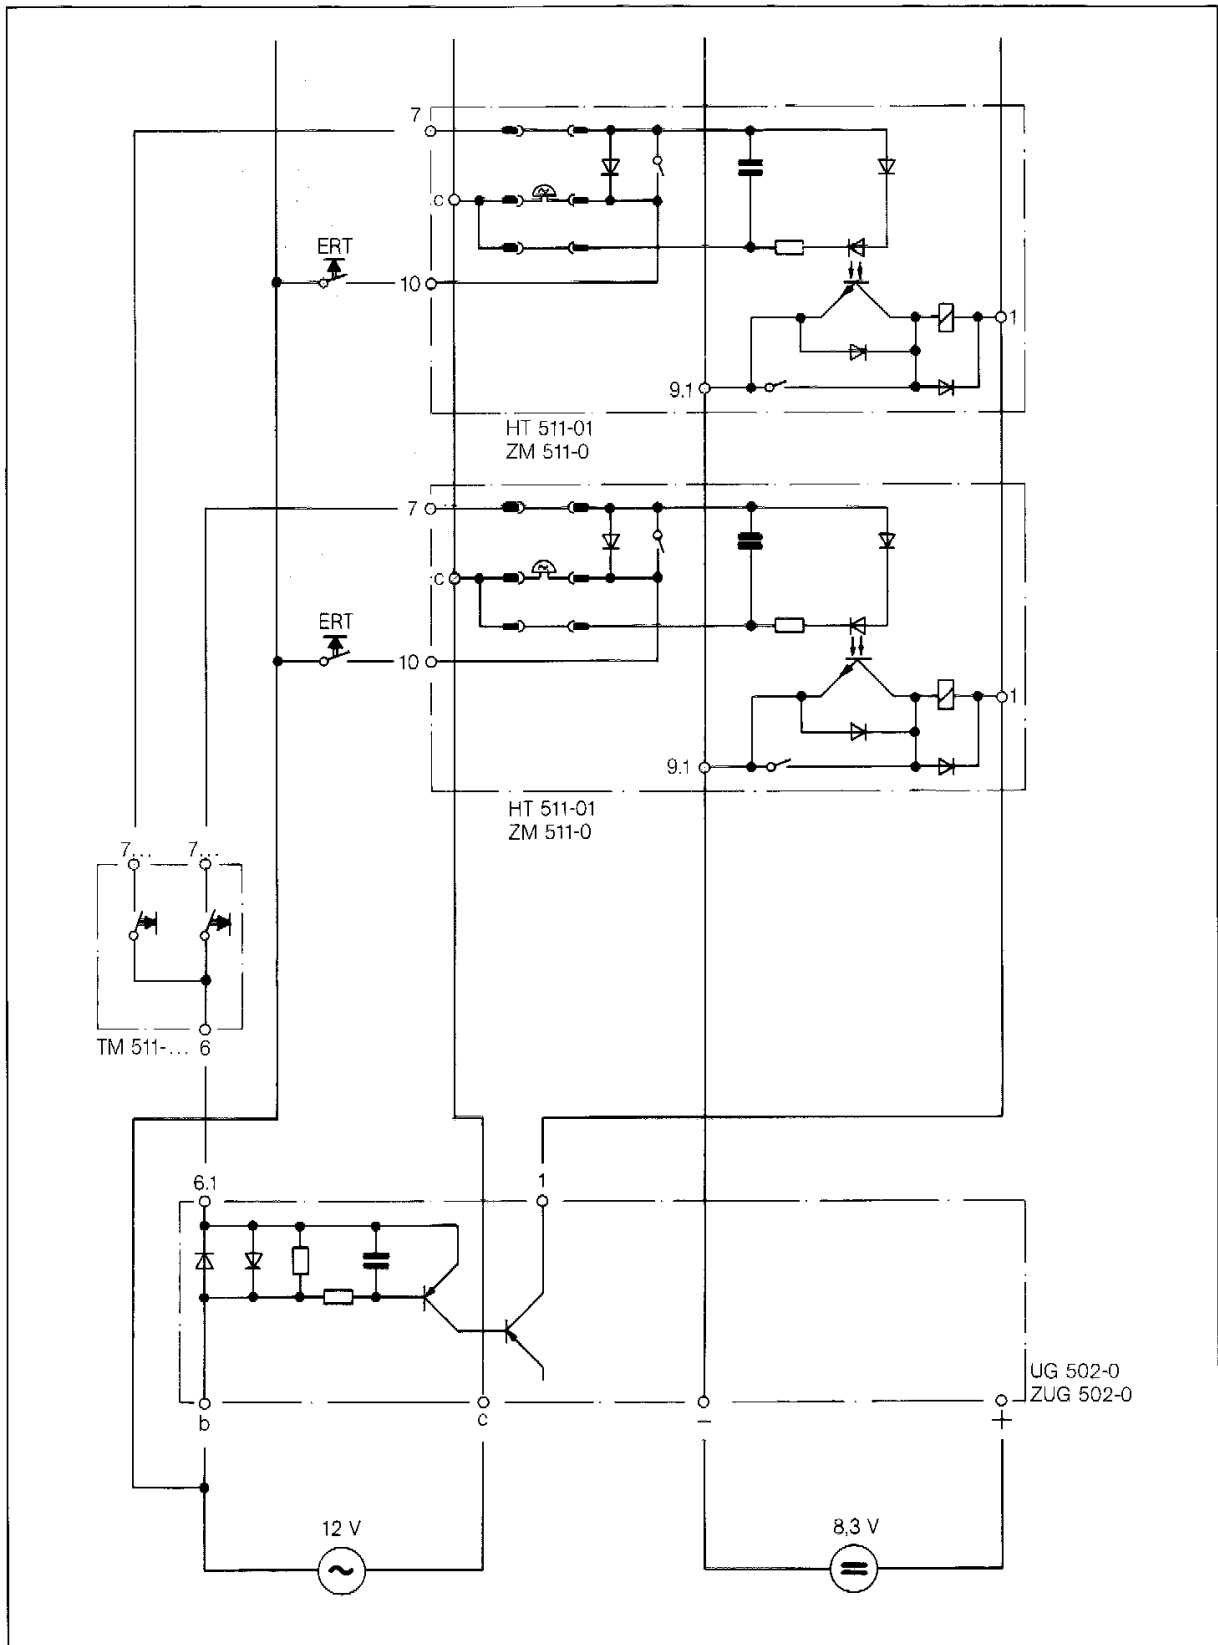 7
c
ERT
10
1
9.1
HT 511-01
ZM 511-0
7
c
ERT
10
1
9.1
HT 511-01
ZM 511-0
7...
7...
TM 511-... 6
6.1
1
UG 502-0
ZUG 502-0
b
c
−
+
12 V
8,3 V
~
=